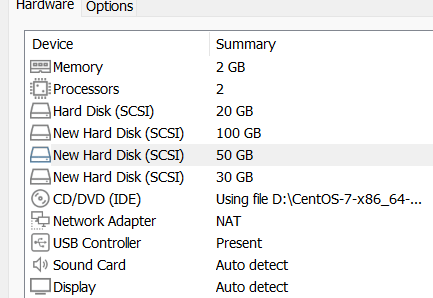 Hardware Options
Device Summary
Memory 2 GB
Processors 2
Hard Disk (SCSI) 20 GB
New Hard Disk (SCSI) 100 GB
New Hard Disk (SCSI) 50 GB
New Hard Disk (SCSI) 30 GB
CD/DVD (IDE) Using file D:\CentOS-7-x86_64-...
Network Adapter NAT
USB Controller Present
Sound Card Auto detect
Display Auto detect